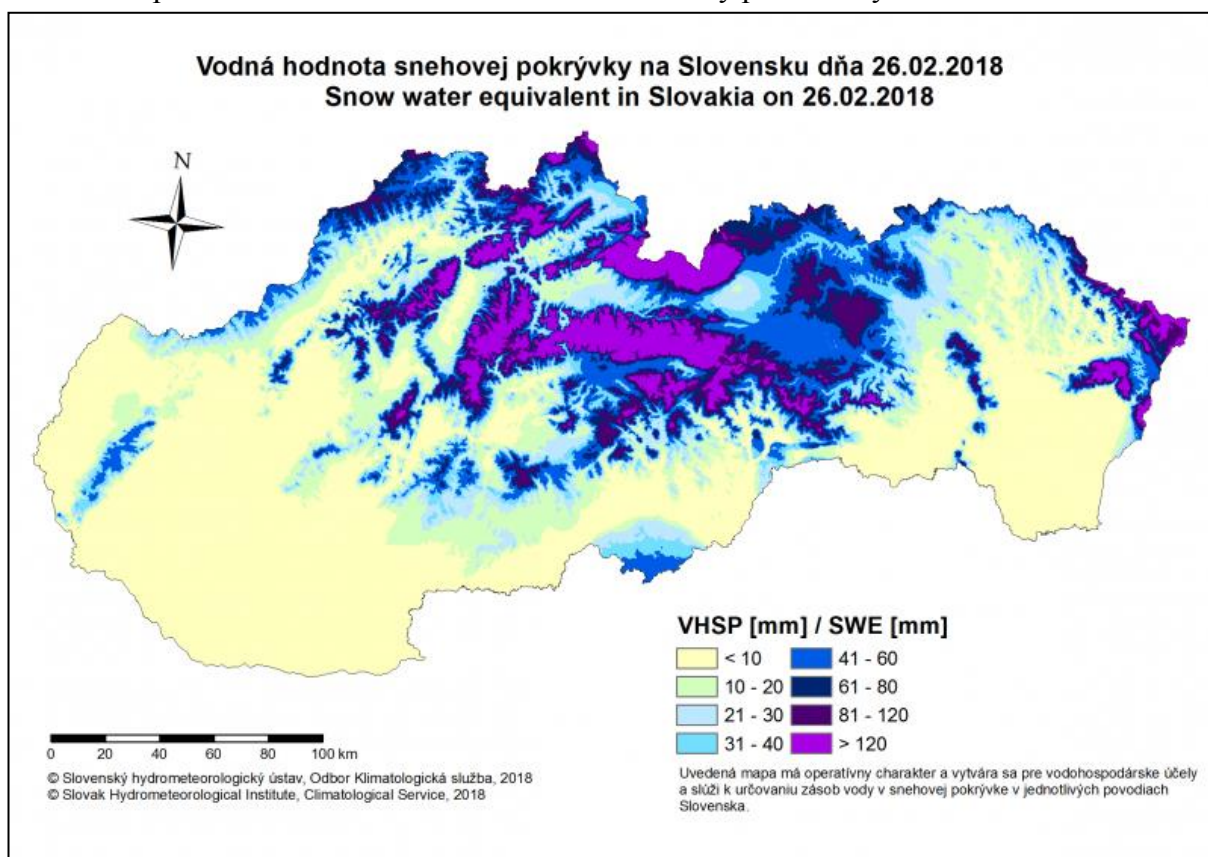 Vodná hodnota snehovej pokrývky na Slovensku dňa 26.02.2018
Snow water equivalent in Slovakia on 26.02.2018
N
VHSP [mm] / SWE [mm]
< 10 41 - 60
10 - 20 61 - 80
21 - 30 81 - 120
31 - 40 > 120
0 20 40 60 80 100 km
© Slovenský hydrometeorologický ústav, Odbor Klimatologická služba, 2018
© Slovak Hydrometeorological Institute, Climatological Service, 2018
Uvedená mapa má operatívny charakter a vytvára sa pre vodohospodárske účely
a slúži k určovaniu zásob vody v snehovej pokrývke v jednotlivých povodiach
Slovenska.